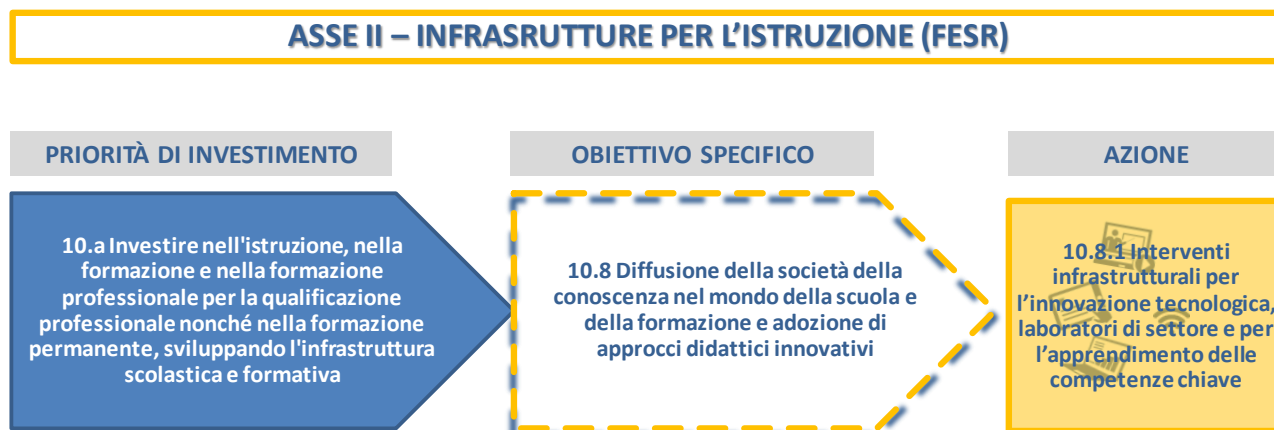 ASSE II – INFRASRUTTURE PER L’ISTRUZIONE (FESR)
PRIORITÀ DI INVESTIMENTO
OBIETTIVO SPECIFICO
AZIONE
10.a Investire nell'istruzione, nella
formazione e nella formazione
professionale per la qualificazione
professionale nonché nella formazione
permanente, sviluppando l'infrastruttura
scolastica e formativa
10.8 Diffusione della società della
conoscenza nel mondo della scuola e
della formazione e adozione di
approcci didattici innovativi
10.8.1 Interventi
infrastrutturali per
l’innovazione tecnologica,
laboratori di settore e per
l’apprendimento delle
competenze chiave